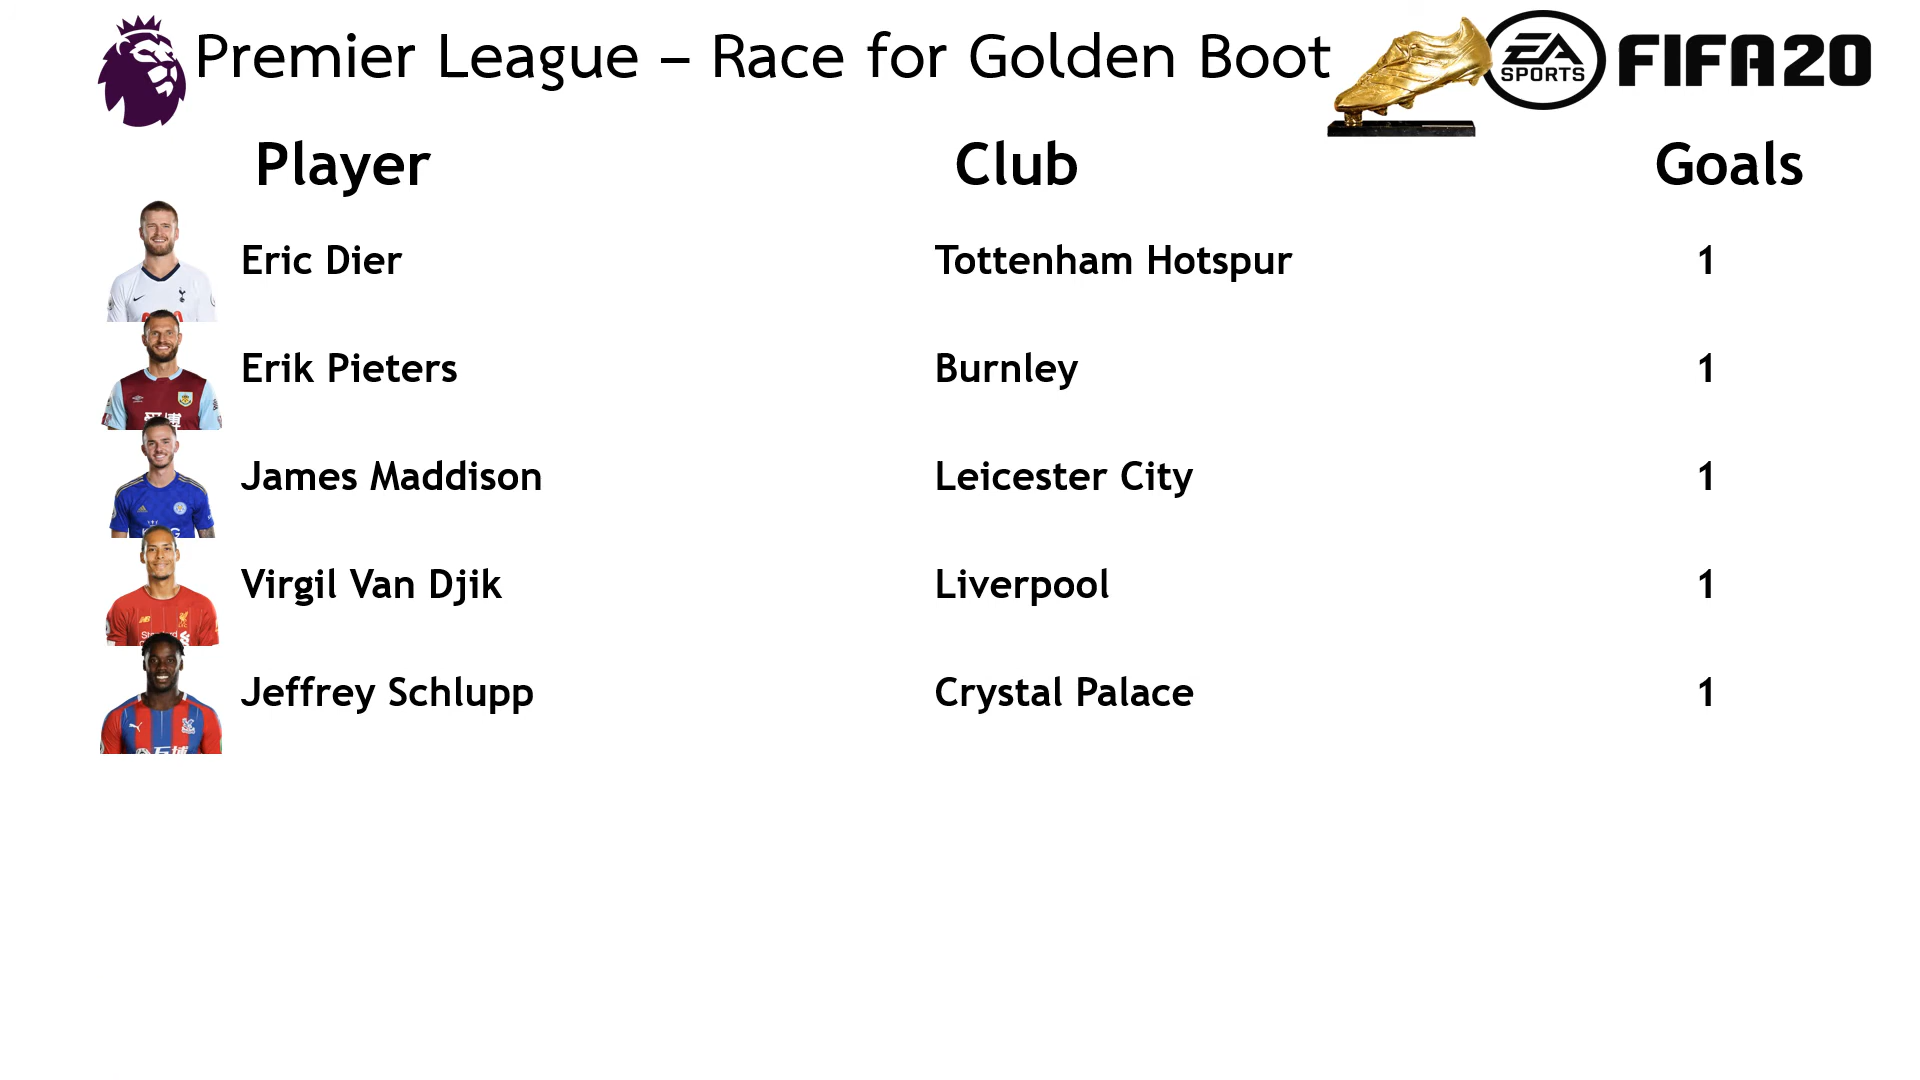 Premier League – Race for Golden Boot
EA SPORTS FIFA20
Player Club Goals
Eric Dier Tottenham Hotspur 1
Erik Pieters Burnley 1
James Maddison Leicester City 1
Virgil Van Djik Liverpool 1
Jeffrey Schlupp Crystal Palace 1